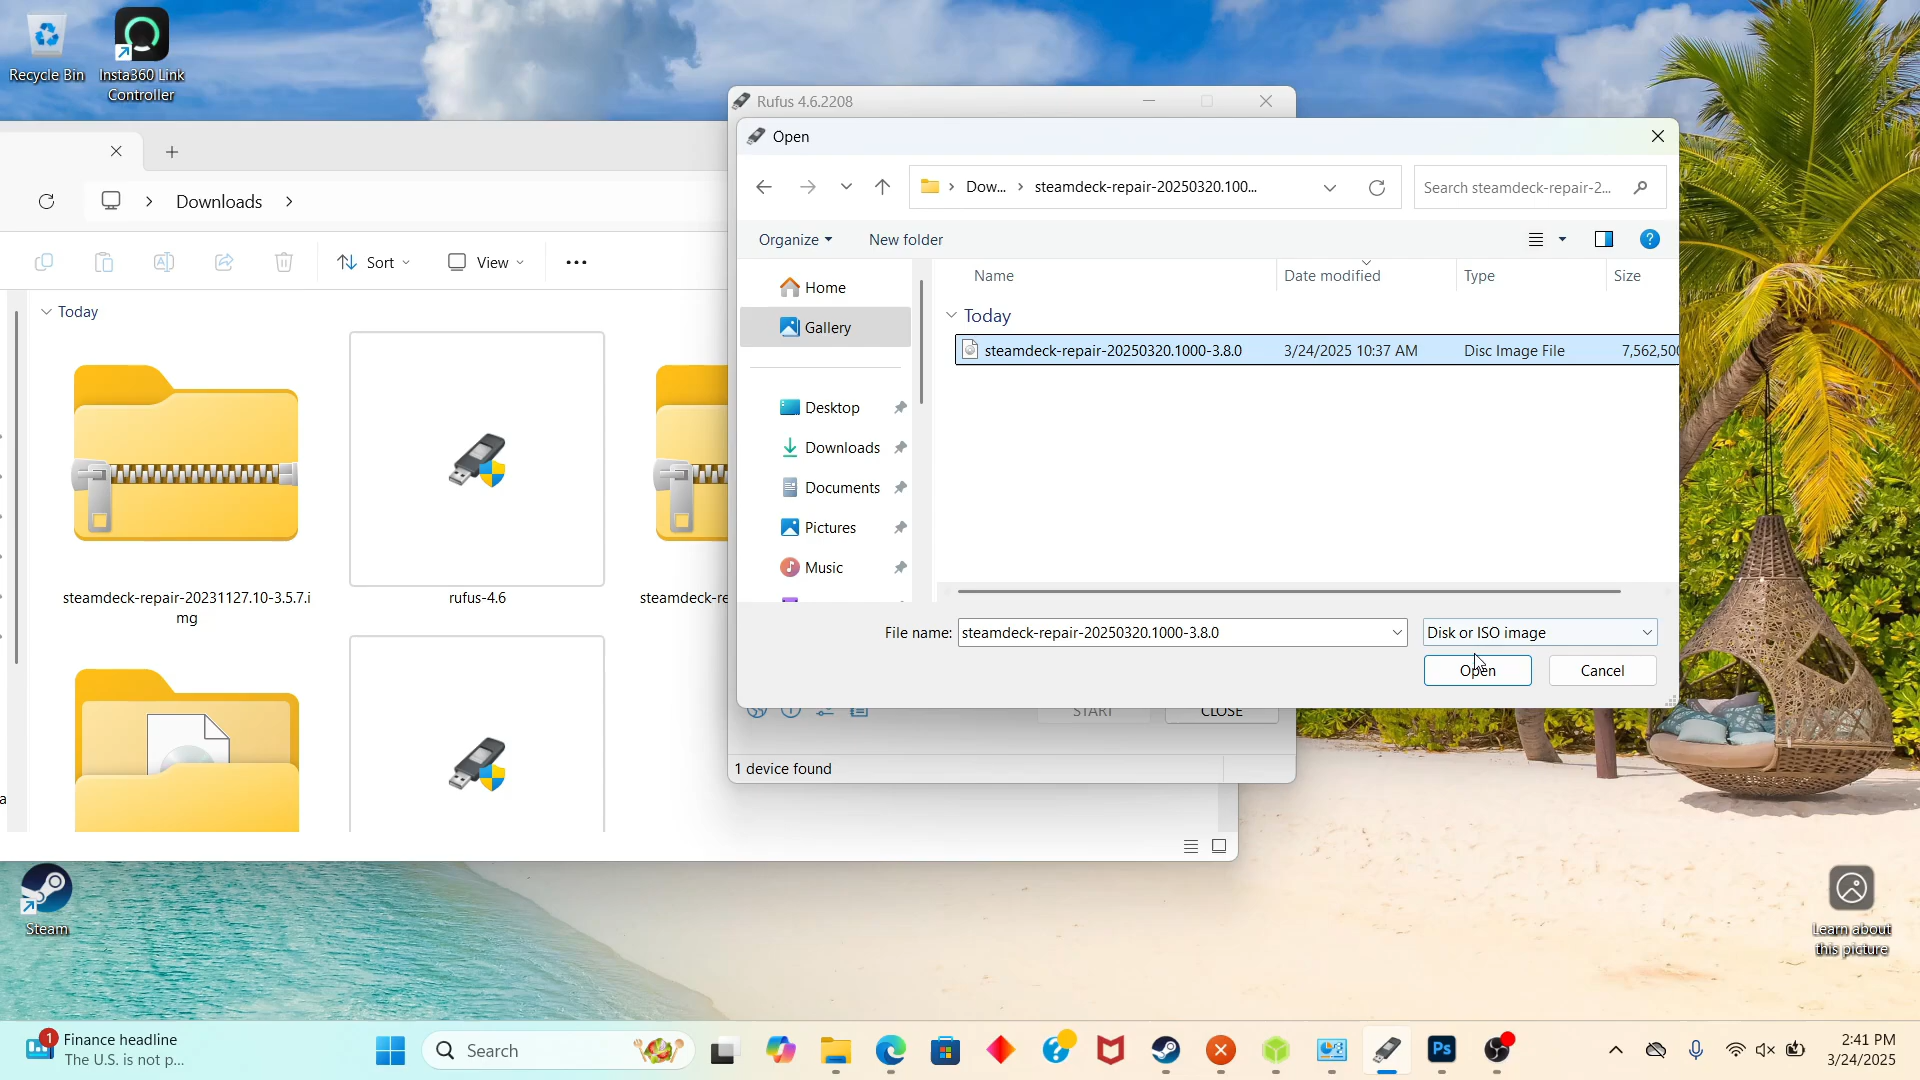 Recycle Bin
Insta360 Link
Controller
Rufus 4.6.2208
Open
Downloads
Dow...
steamdeck-repair-20250320.100...
Search steamdeck-repair-2...
Sort
View
Organize
New folder
?
Home
Gallery
Desktop
Downloads
Documents
Pictures
Music
Name
Date modified
Type
Size
Today
steamdeck-repair-20250320.1000-3.8.0
3/24/2025 10:37 AM
Disc Image File
7,562,500
Today
steamdeck-repair-20231127.10-3.5.7.i
mg
rufus-4.6
steamdeck-re
File name:
steamdeck-repair-20250320.1000-3.8.0
Disk or ISO image
Open
Cancel
START
CLOSE
1 device found
a
Steam
Learn about
this picture
1
Finance headline
The U.S. is not p...
Search
?
Ps
2:41 PM
3/24/2025